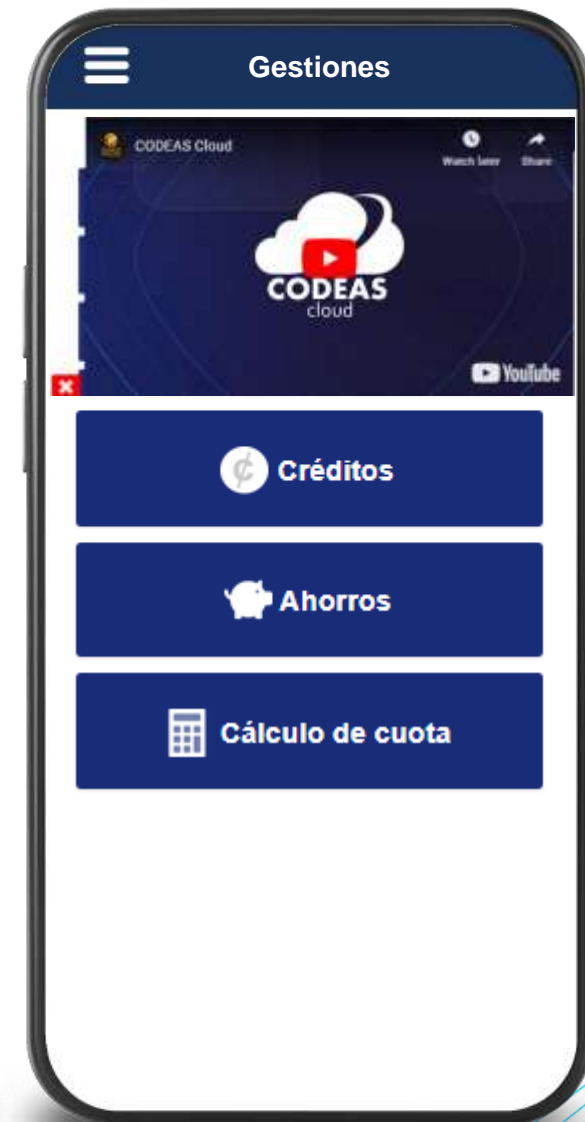 Gestiones
CODEAS Cloud
Watch later
Share
CODEAS
cloud
YouTube
¢ Créditos
Ahorros
Cálculo de cuota